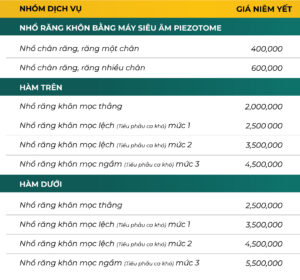 NHÓM DỊCH VỤ GIÁ NIÊM YẾT
NHỔ RĂNG KHÔN BẰNG MÁY SIÊU ÂM PIEZOTOME
Nhổ chân răng, răng một chân 400,000
Nhổ chân răng, răng nhiều chân 600,000
HÀM TRÊN
Nhổ răng khôn mọc thẳng 2,000,000
Nhổ răng khôn mọc lệch (Tiểu phẫu ca khó) mức 1 2,500 000
Nhổ răng khôn mọc lệch (Tiểu phẫu ca khó) mức 2 3,500,000
Nhổ răng khôn mọc ngầm (Tiểu phẫu ca khó) mức 3 4,500,000
HÀM DƯỚI
Nhổ răng khôn mọc thẳng 2,500,000
Nhổ răng khôn mọc lệch (Tiểu phẫu ca khó) mức 1 3,500,000
Nhổ răng khôn mọc lệch (Tiểu phẫu ca khó) mức 2 4,500,000
Nhổ răng khôn mọc ngầm (Tiểu phẫu ca khó) mức 3 5,500,000